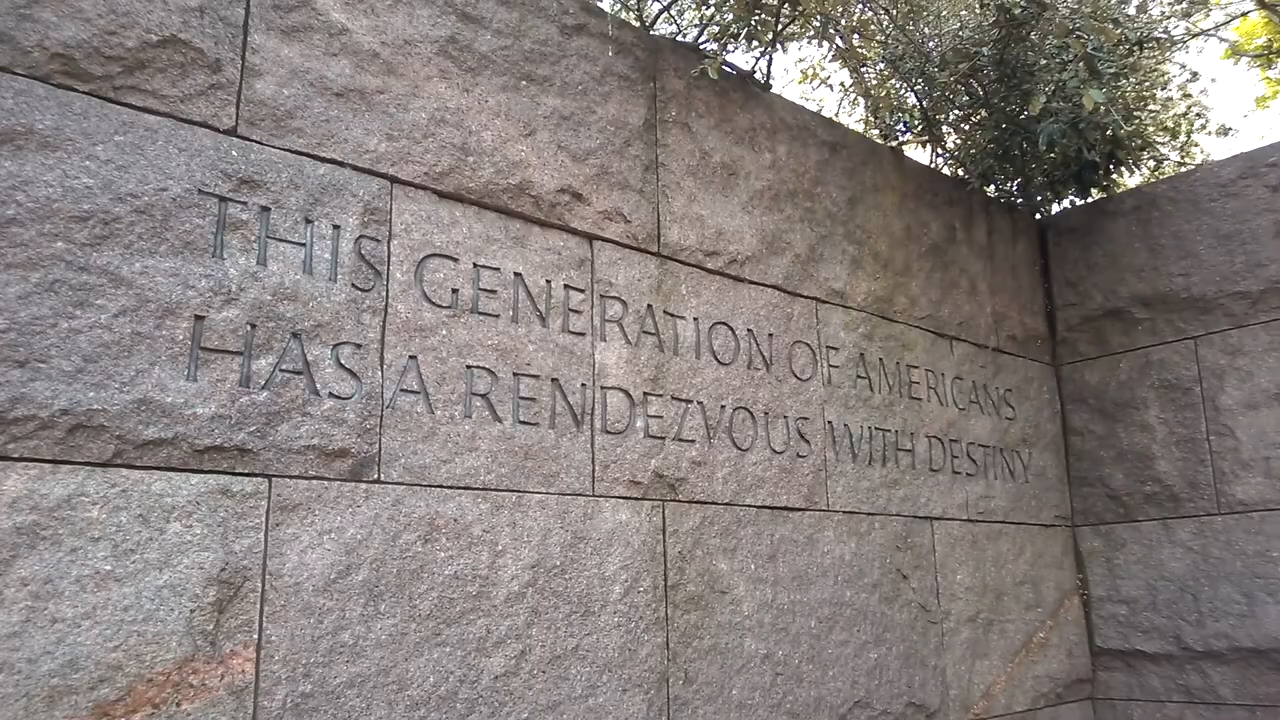 THIS GENERATION OF AMERICANS
HAS A RENDEZVOUS WITH DESTINY